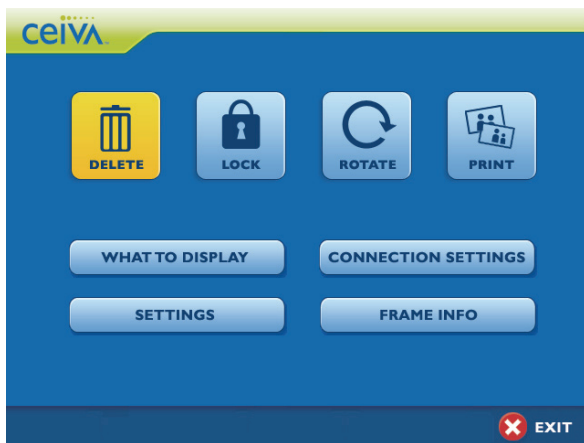 ceiva
DELETE
LOCK
ROTATE
PRINT
WHAT TO DISPLAY
CONNECTION SETTINGS
SETTINGS
FRAME INFO
EXIT